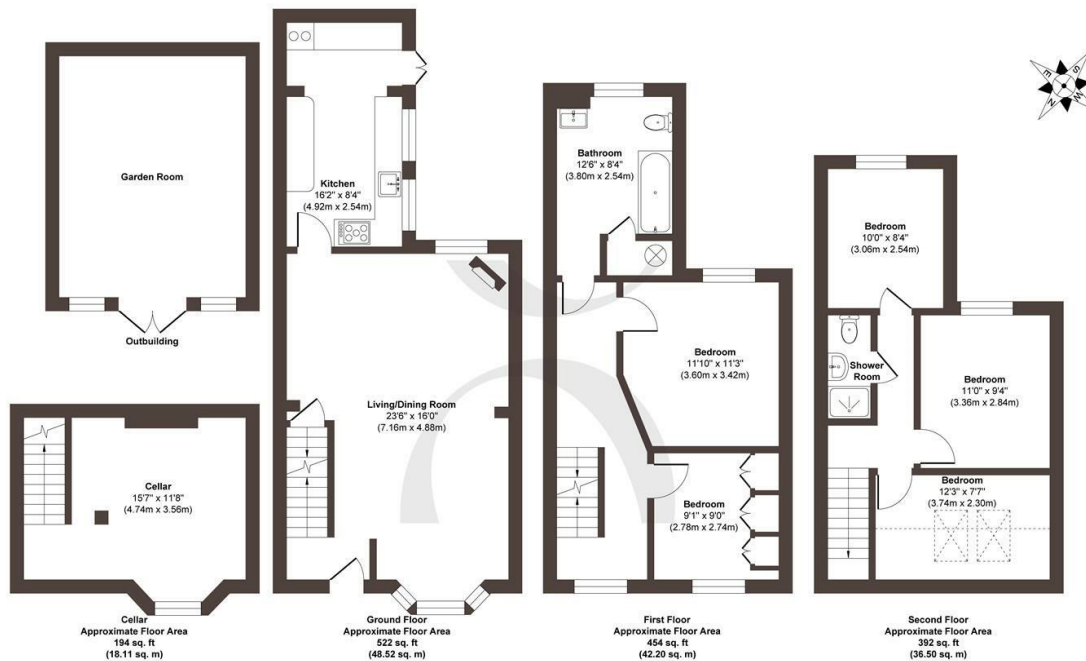 Garden Room
Outbuilding
Cellar
15'7" x 11'8"
(4.74m x 3.56m)
Cellar
Approximate Floor Area
194 sq. ft
(18.11 sq. m)
Kitchen
16'2" x 8'4"
(4.92m x 2.54m)
Living/Dining Room
23'6" x 16'0"
(7.16m x 4.88m)
Ground Floor
Approximate Floor Area
522 sq. ft
(48.52 sq. m)
Bathroom
12'6" x 8'4"
(3.80m x 2.54m)
Bedroom
11'10" x 11'3"
(3.60m x 3.42m)
Bedroom
9'1" x 9'0"
(2.78m x 2.74m)
First Floor
Approximate Floor Area
454 sq. ft
(42.20 sq. m)
S
E
W
N
Bedroom
10'0" x 8'4"
(3.06m x 2.54m)
Shower
Room
Bedroom
11'0" x 9'4"
(3.36m x 2.84m)
Bedroom
12'3" x 7'7"
(3.74m x 2.30m)
Second Floor
Approximate Floor Area
392 sq. ft
(36.50 sq. m)